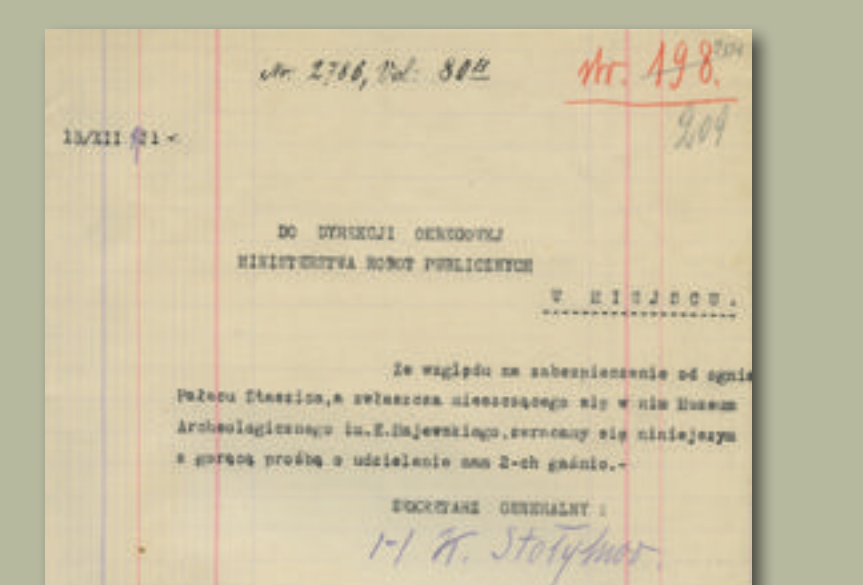 Nr. 2766, Vol: 80
Nr. 198.
204
13/XII 21 -
DO DYREKCJI OKRĘGOWEJ
MINISTERSTWA ROBOT PUBLICZNYCH
W MIEJSCU.
Ze względu na zabezpieczenie od ognia
Pałacu Staszica, a zwłaszcza mieszczącego się w nim Muzeum
Archeologicznego im. E. Majewskiego, zwracamy się niniejszym
z gorącą prośbą o udzielenie nam 2-ch gaśnic.-
SEKRETARZ GENERALNY :
K. Stołyhwo.